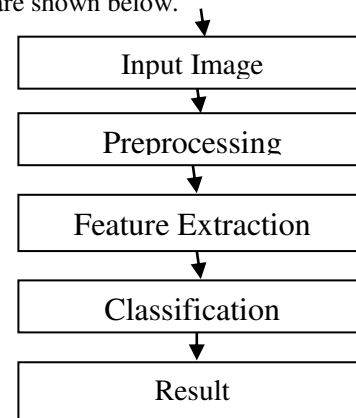 are shown below.
Input Image
Preprocessing
Feature Extraction
Classification
Result